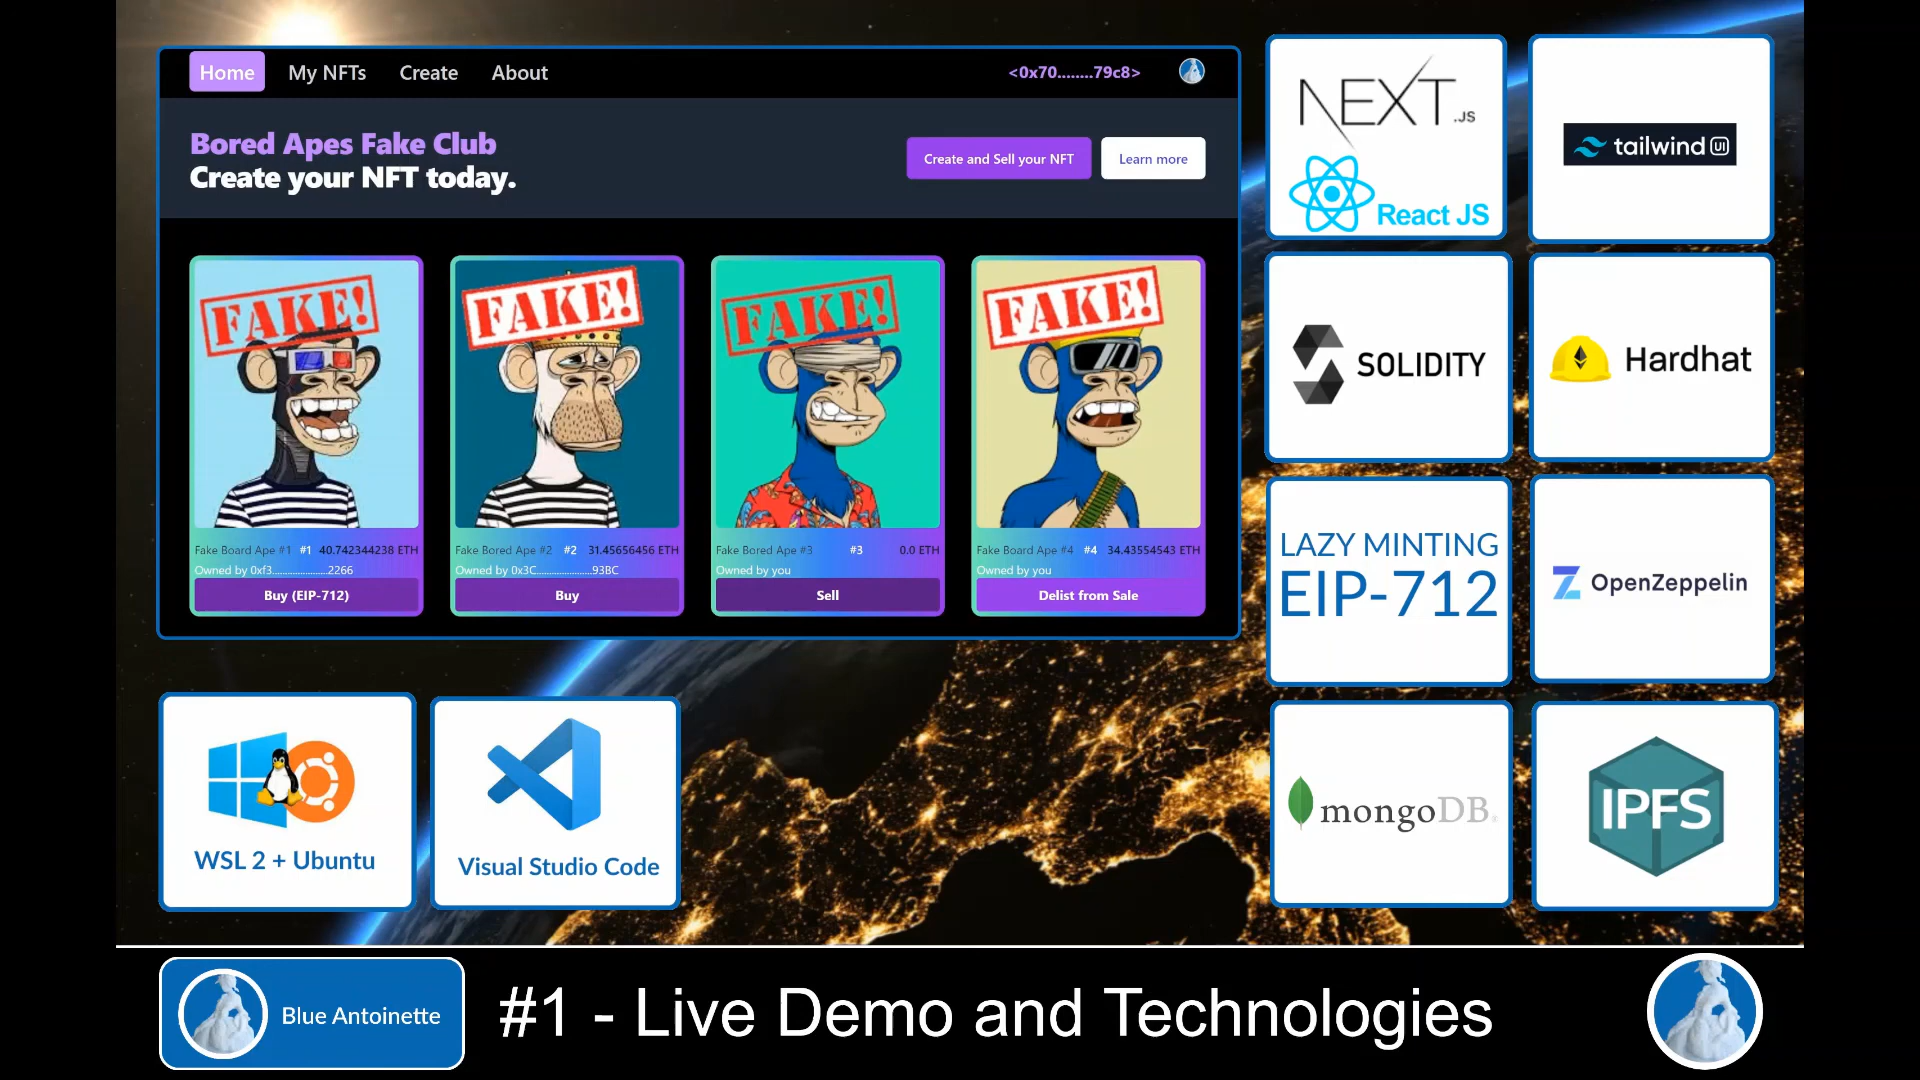 Home My NFTs Create About <0x70........79c8>
Bored Apes Fake Club
Create your NFT today.
Create and Sell your NFT Learn more
FAKE! FAKE! FAKE! FAKE!
Fake Board Ape #1 #1 40.742344238 ETH
Owned by 0xf3......................2266
Buy (EIP-712)
Fake Bored Ape #2 #2 31.45656456 ETH
Owned by 0x3C......................93BC
Buy
Fake Bored Ape #3 #3 0.0 ETH
Owned by you
Sell
Fake Board Ape #4 #4 34.43554543 ETH
Owned by you
Delist from Sale
NEXT.JS
React JS
tailwind UI
SOLIDITY
Hardhat
LAZY MINTING
EIP-712
OpenZeppelin
mongoDB
IPFS
WSL 2 + Ubuntu
Visual Studio Code
Blue Antoinette
#1 - Live Demo and Technologies